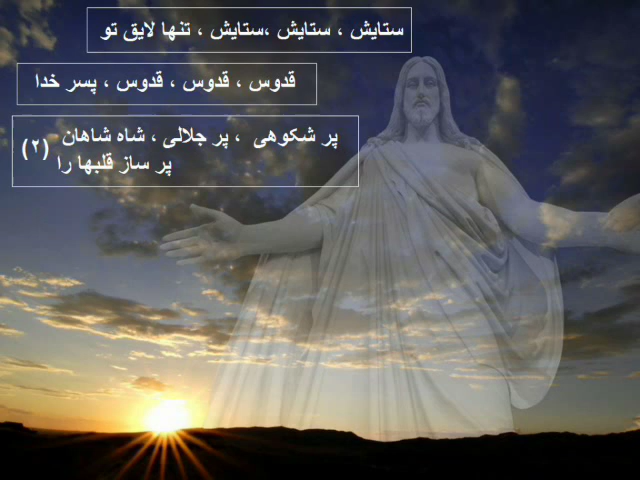 ستایش ، ستایش ،ستایش ، تنها لایق تو
قدوس ، قدوس ، قدوس ، پسر خدا
پر شکوهی ، پر جلالی ، شاه شاهان (۲)
پر ساز قلبها را